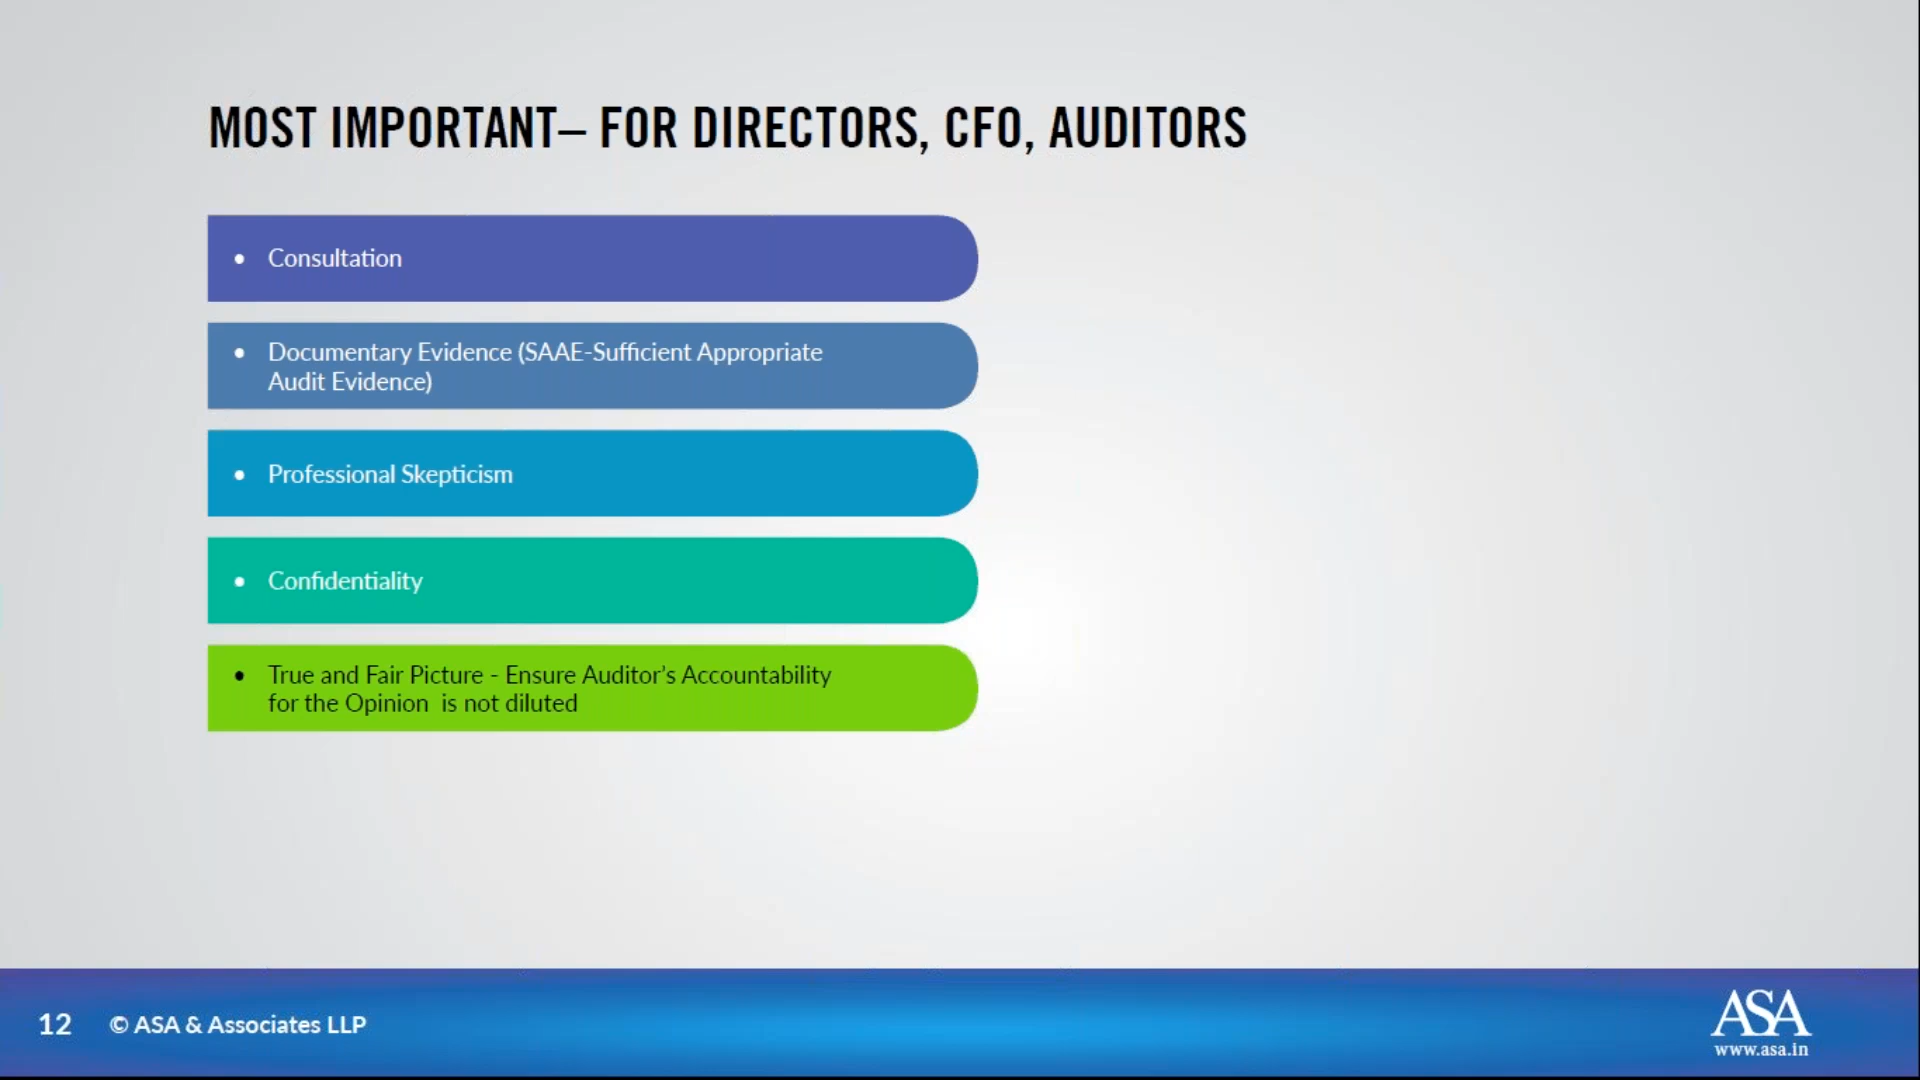 MOST IMPORTANT– FOR DIRECTORS, CFO, AUDITORS
• Consultation
• Documentary Evidence (SAAE-Sufficient Appropriate
Audit Evidence)
• Professional Skepticism
• Confidentiality
• True and Fair Picture - Ensure Auditor’s Accountability
for the Opinion  is not diluted
12 © ASA & Associates LLP
ASA
www.asa.in